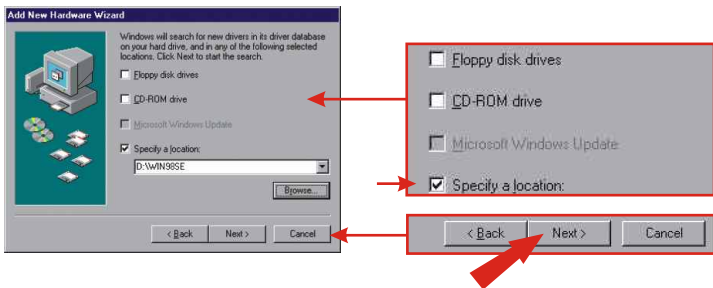 Add New Hardware Wizard
Windows will search for new drivers in its driver database
on your hard drive, and in any of the following selected
locations. Click Next to start the search.
Floppy disk drives
CD-ROM drive
Microsoft Windows Update
Specify a location:
D:\WIN98SE
Browse...
< Back
Next >
Cancel
Floppy disk drives
CD-ROM drive
Microsoft Windows Update
Specify a location:
< Back
Next >
Cancel